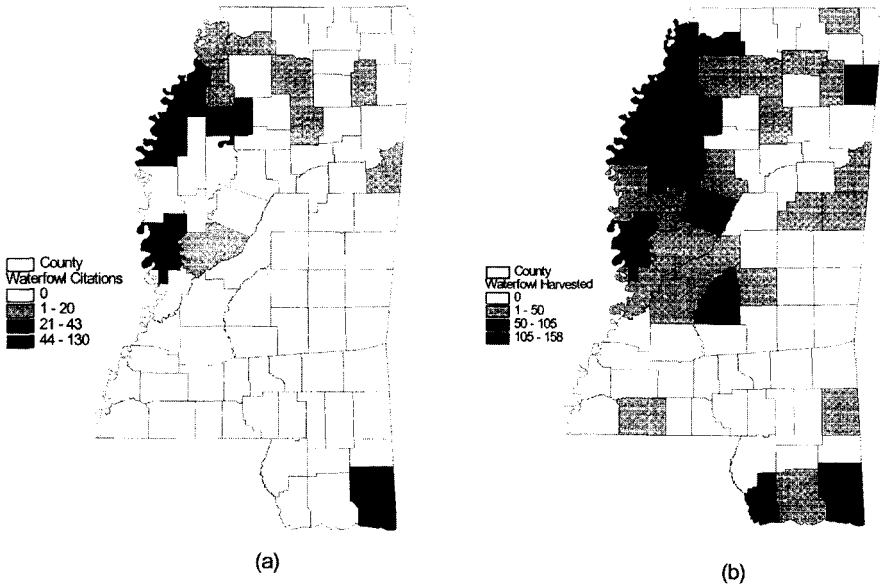 County
Waterfowl Citations
0
1 - 20
21 - 43
44 - 130
(a)
County
Waterfowl Harvested
0
1 - 50
50 - 105
105 - 158
(b)